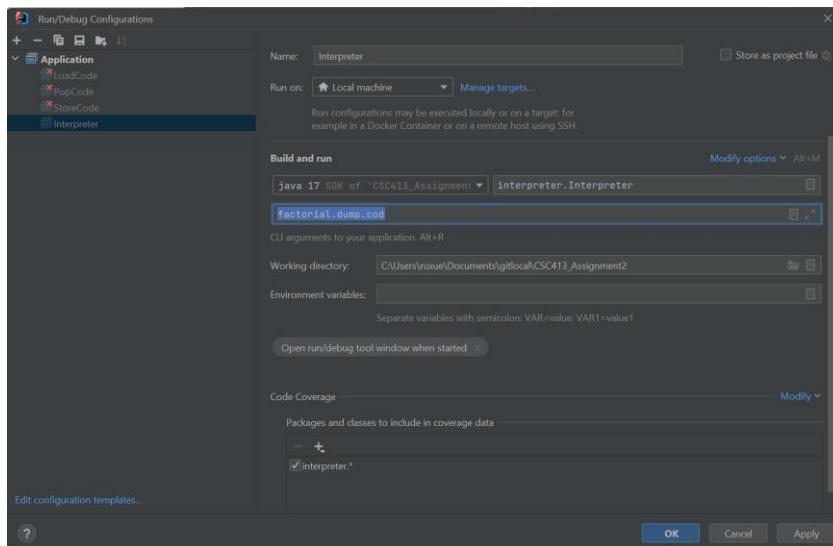 Run/Debug Configurations
Application
LoadCode
PopCode
StoreCode
Interpreter
Edit configuration templates...
Name: Interpreter Store as project file
Run on: Local machine Manage targets...
Run configurations may be executed locally or on a target: for
example in a Docker Container or on a remote host using SSH.
Build and run Modify options Alt+M
java 17 SDK of 'CSC413_Assignment interpreter.Interpreter
factorial.dump.cod
CLI arguments to your application. Alt+R
Working directory: C:\Users\ruxue\Documents\gitlocal\CSC413_Assignment2
Environment variables:
Separate variables with semicolon: VAR=value; VAR1=value1
Open run/debug tool window when started
Code Coverage Modify
Packages and classes to include in coverage data
interpreter.*
? OK Cancel Apply